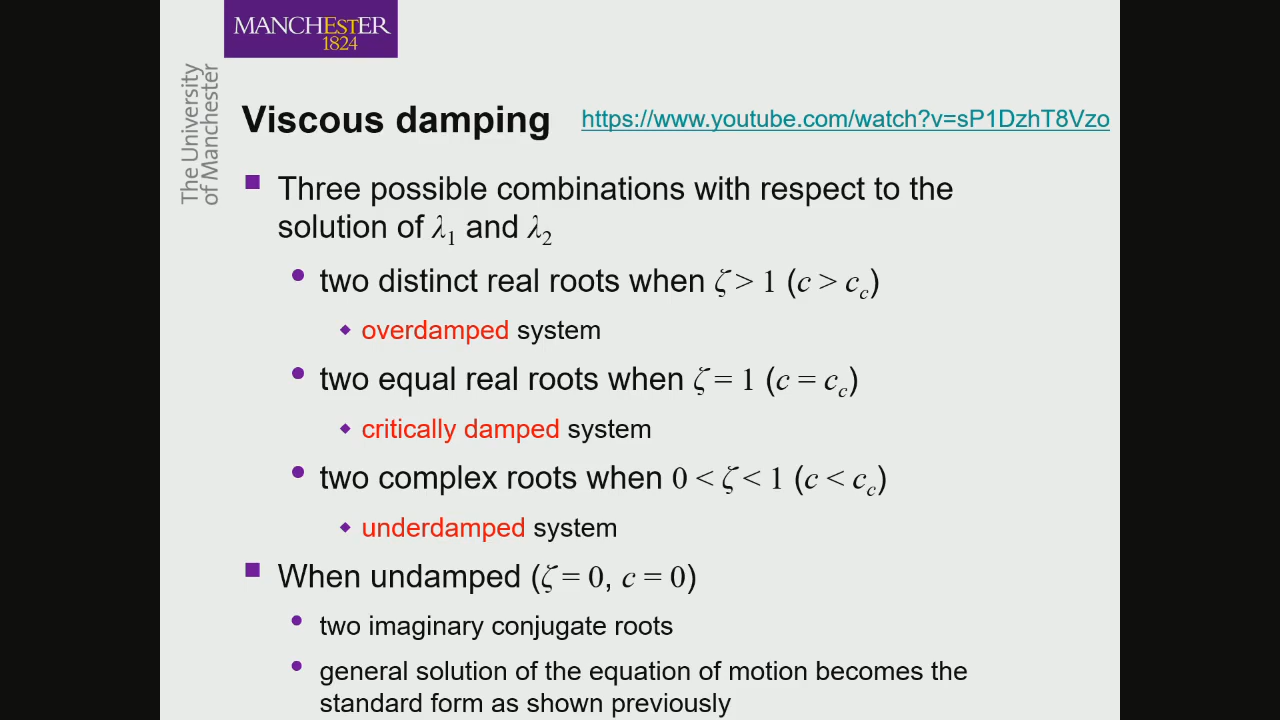 MANCHESTER
1824
The University
of Manchester
Viscous damping https://www.youtube.com/watch?v=sP1DzhT8Vzo
Three possible combinations with respect to the
solution of λ₁ and λ₂
two distinct real roots when ζ > 1 (c > c_c)
overdamped system
two equal real roots when ζ = 1 (c = c_c)
critically damped system
two complex roots when 0 < ζ < 1 (c < c_c)
underdamped system
When undamped (ζ = 0, c = 0)
two imaginary conjugate roots
general solution of the equation of motion becomes the
standard form as shown previously